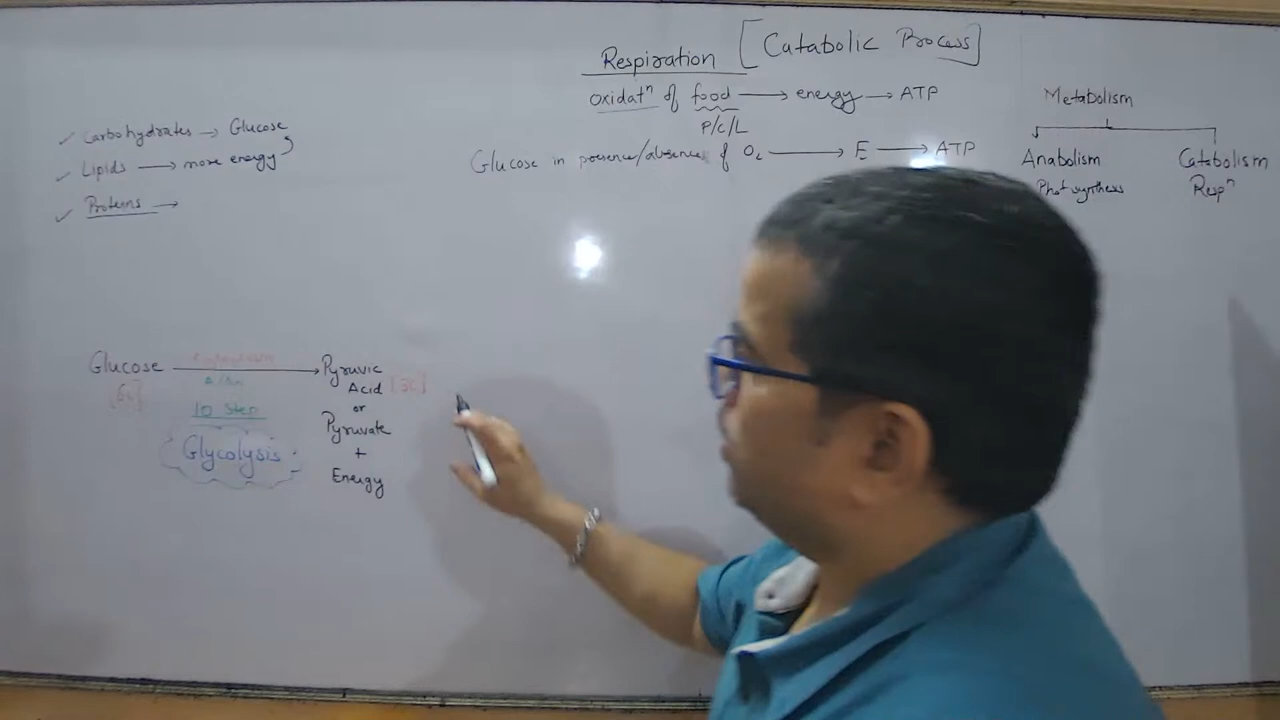 Respiration [Catabolic Process]
oxidatⁿ of food → energy → ATP
P/C/L
Glucose in presence/absence of O₂ → E → ATP
Metabolism
Anabolism Catabolism
Photosynthesis Respⁿ
✓ Carbohydrates → Glucose
✓ Lipids → more energy
✓ Proteins →
Glucose → Pyruvic
[6C] Acid [3C]
10 Step or
Glycolysis Pyruvate
+
Energy